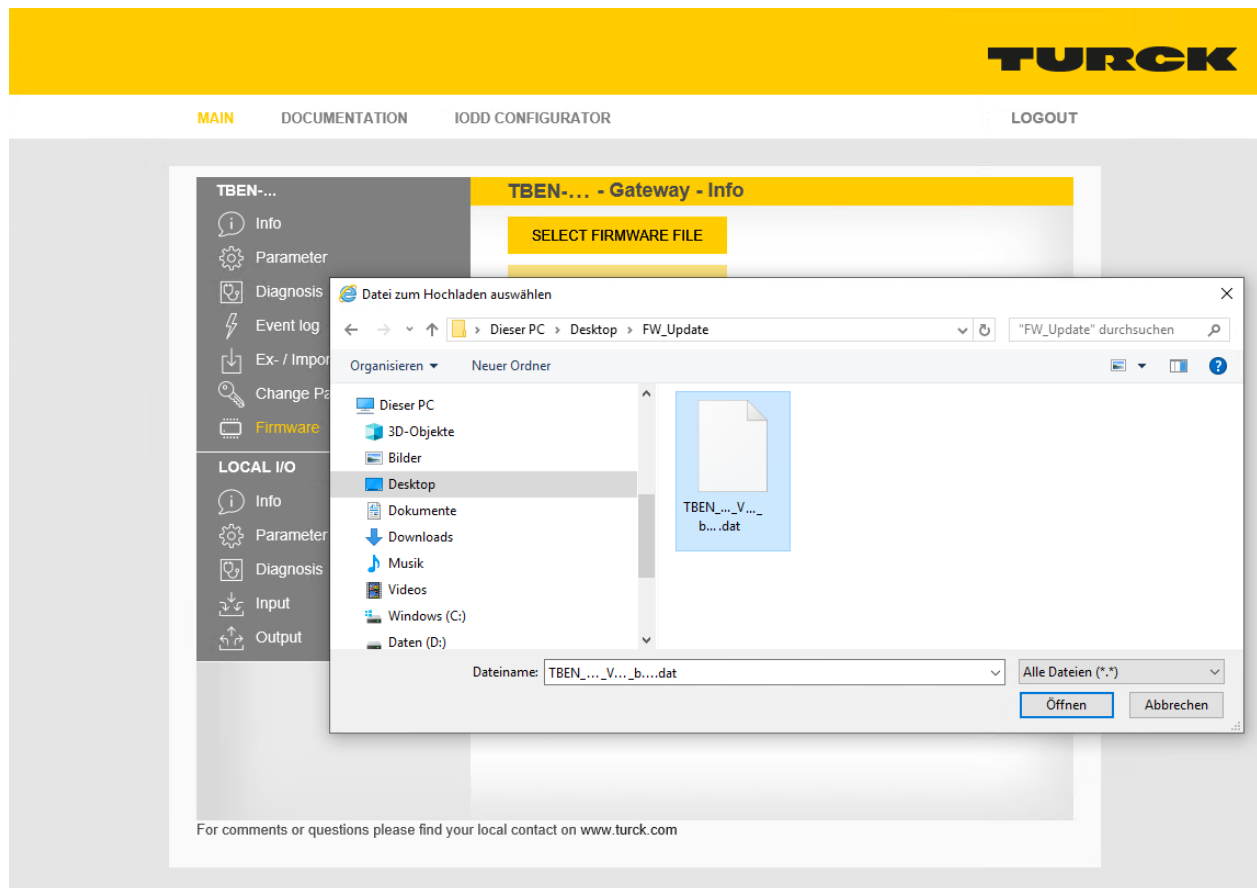 TURCK
MAIN DOCUMENTATION IODD CONFIGURATOR LOGOUT
TBEN-...
Info
Parameter
Diagnosis
Event log
Ex- / Impor
Change Pa
Firmware
LOCAL I/O
Info
Parameter
Diagnosis
Input
Output
TBEN-... - Gateway - Info
SELECT FIRMWARE FILE
Datei zum Hochladen auswählen
Dieser PC > Desktop > FW_Update
"FW_Update" durchsuchen
Organisieren
Neuer Ordner
Dieser PC
3D-Objekte
Bilder
Desktop
Dokumente
Downloads
Musik
Videos
Windows (C:)
Daten (D:)
TBEN_..._V..._
b... .dat
Dateiname: TBEN_..._V..._b....dat
Alle Dateien (*.*)
Öffnen Abbrechen
For comments or questions please find your local contact on www.turck.com